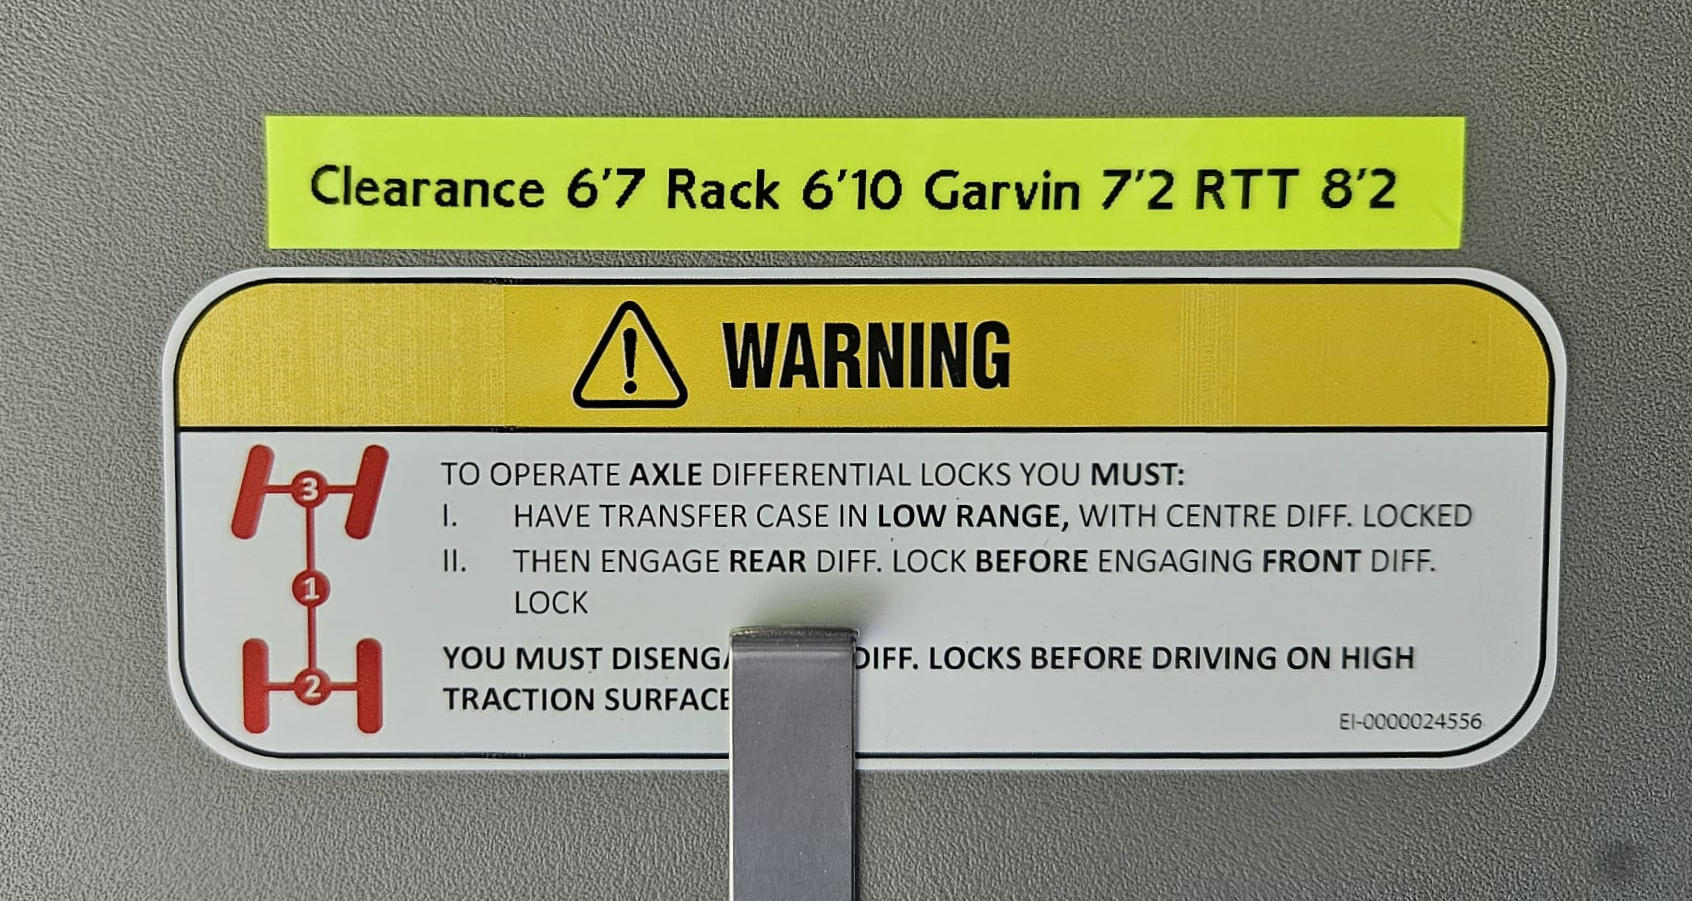 Clearance 6'7 Rack 6'10 Garvin 7'2 RTT 8'2
WARNING
3
1
2
TO OPERATE AXLE DIFFERENTIAL LOCKS YOU MUST:
I. HAVE TRANSFER CASE IN LOW RANGE, WITH CENTRE DIFF. LOCKED
II. THEN ENGAGE REAR DIFF. LOCK BEFORE ENGAGING FRONT DIFF.
LOCK
YOU MUST DIFF. LOCKS BEFORE DRIVING ON HIGH
TRACTION
EI-0000024556